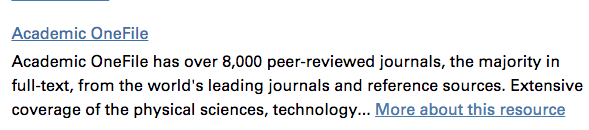 Academic OneFile
Academic OneFile has over 8,000 peer-reviewed journals, the majority in
full-text, from the world's leading journals and reference sources. Extensive
coverage of the physical sciences, technology... More about this resource